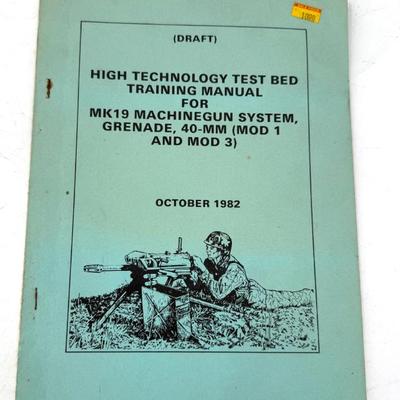 (DRAFT)
HIGH TECHNOLOGY TEST BED
TRAINING MANUAL
FOR
MK19 MACHINEGUN SYSTEM,
GRENADE, 40-MM (MOD 1
AND MOD 3)
OCTOBER 1982